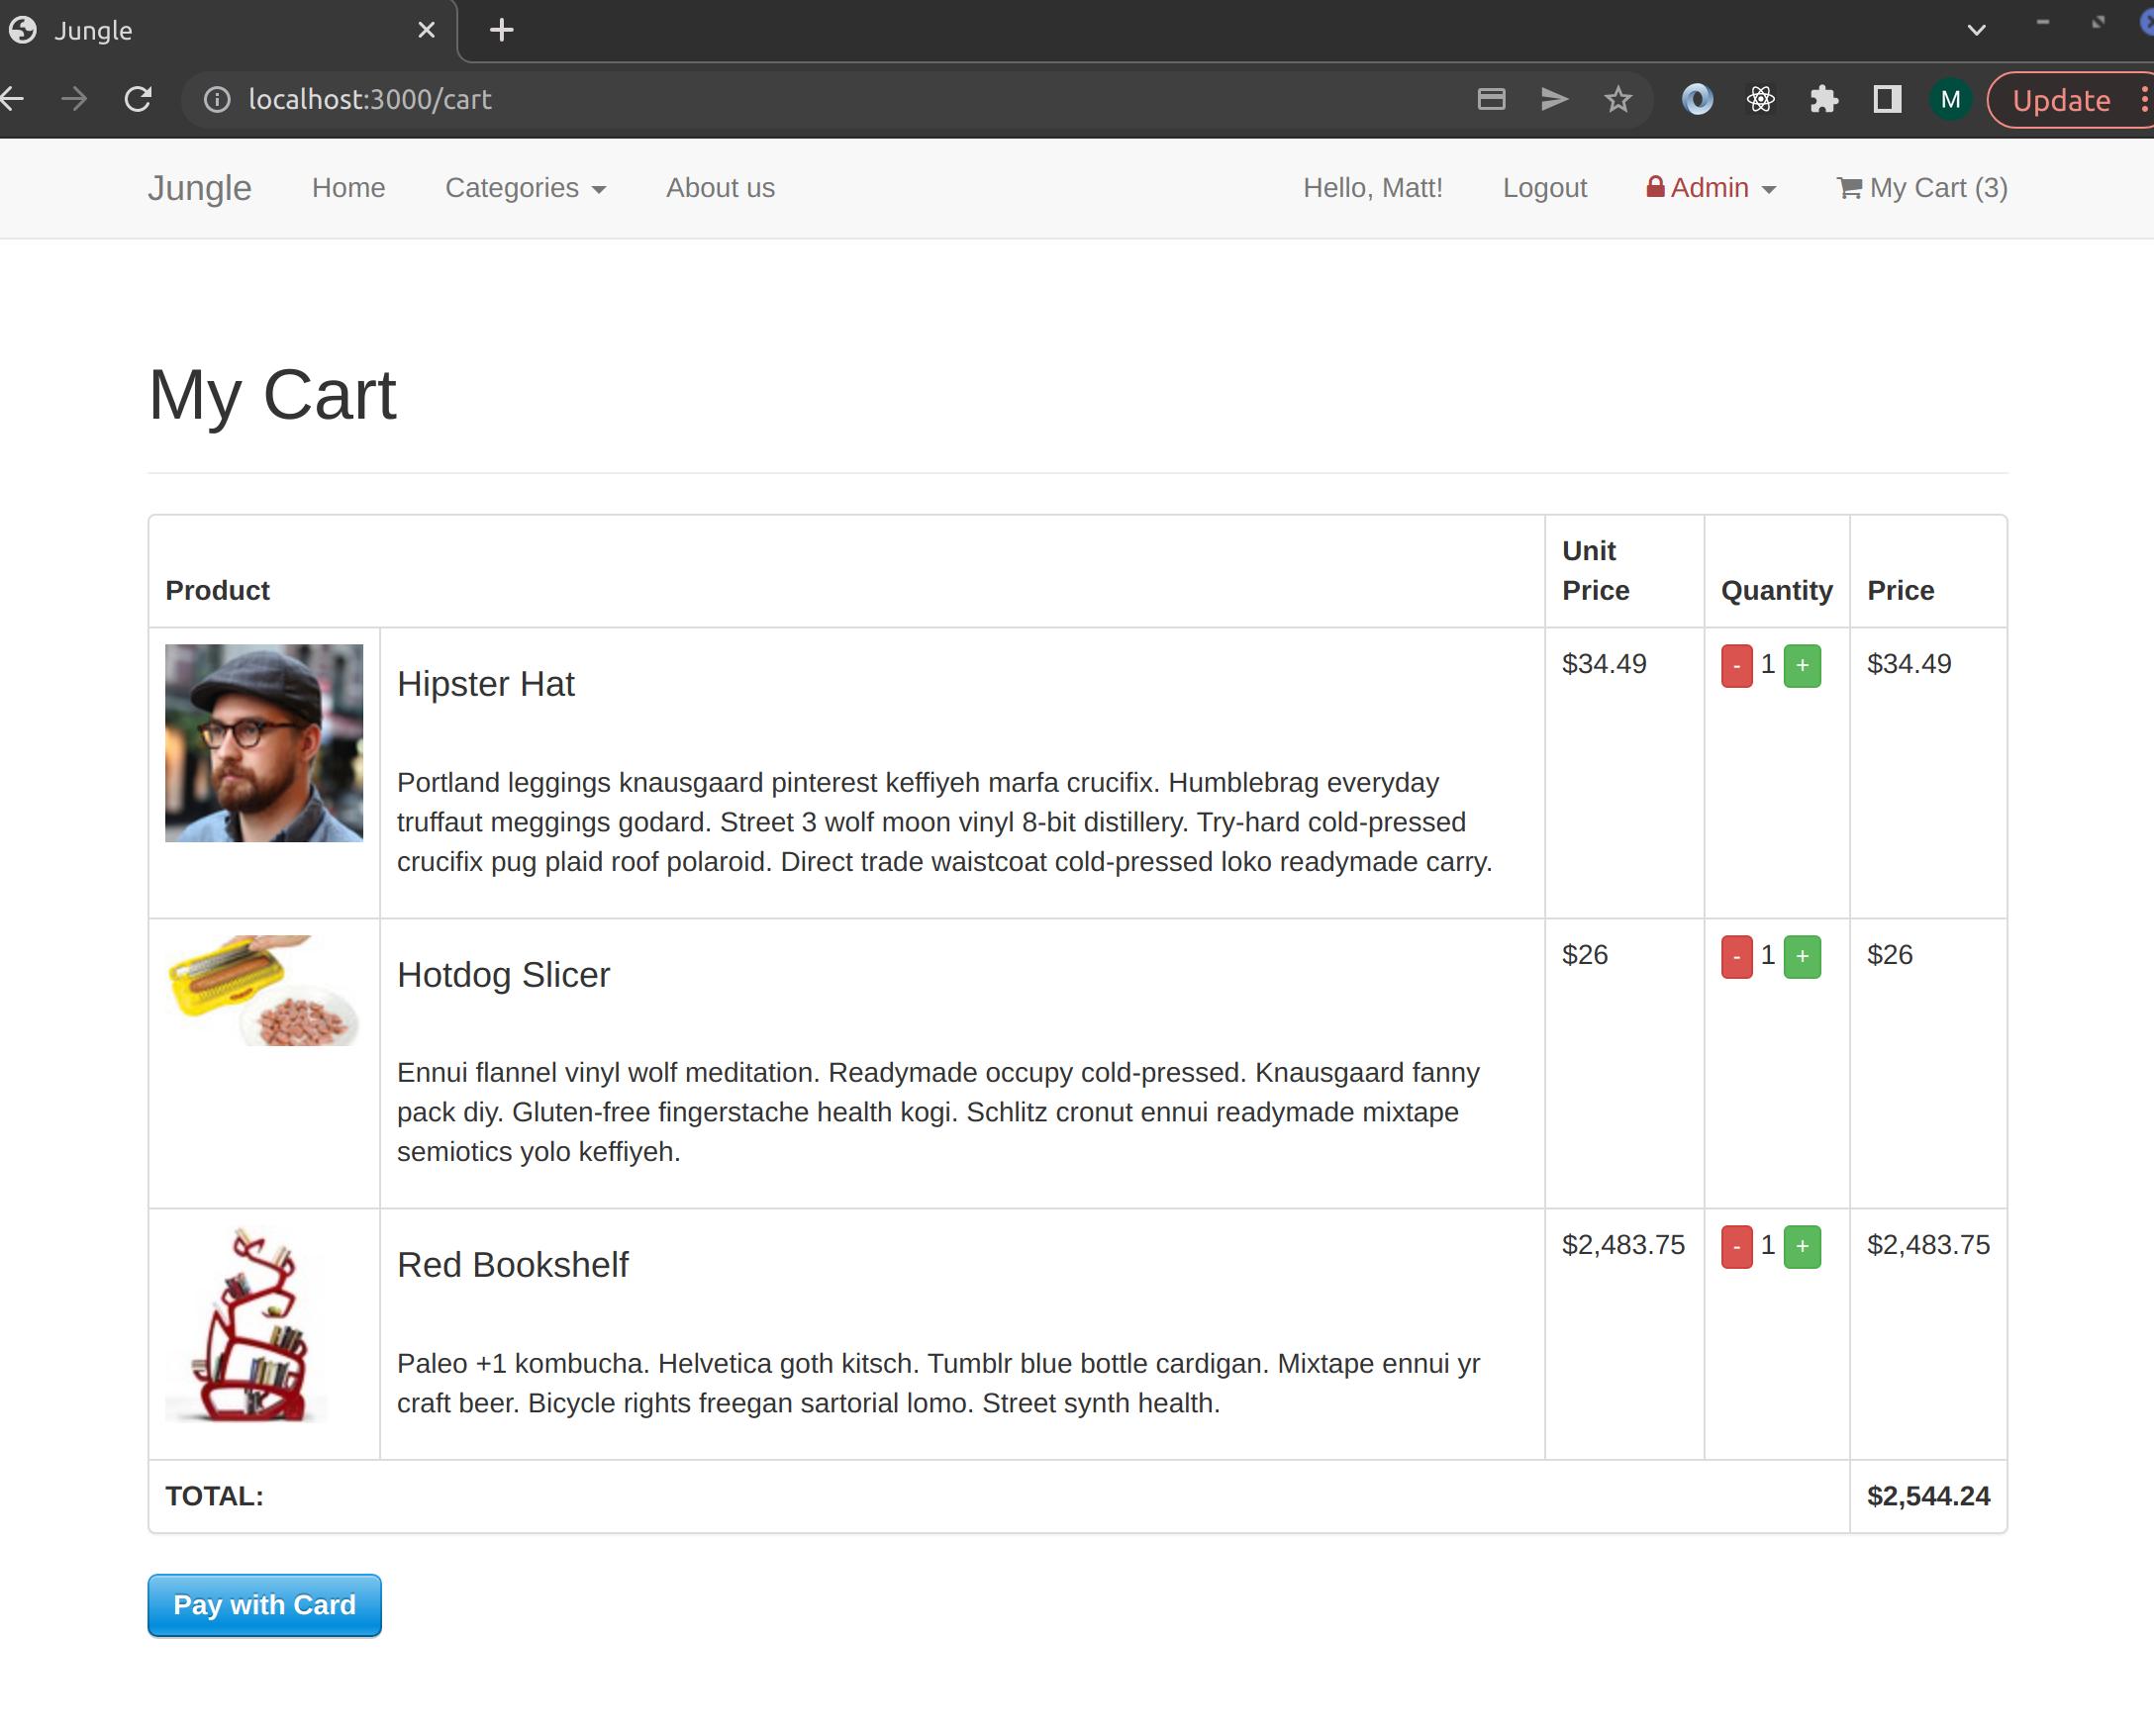 Jungle
localhost:3000/cart
M
Update
Jungle Home Categories About us Hello, Matt! Logout Admin My Cart (3)
My Cart
Product Unit Price Quantity Price
Hipster Hat $34.49 - 1 + $34.49
Portland leggings knausgaard pinterest keffiyeh marfa crucifix. Humblebrag everyday
truffaut meggings godard. Street 3 wolf moon vinyl 8-bit distillery. Try-hard cold-pressed
crucifix pug plaid roof polaroid. Direct trade waistcoat cold-pressed loko readymade carry.
Hotdog Slicer $26 - 1 + $26
Ennui flannel vinyl wolf meditation. Readymade occupy cold-pressed. Knausgaard fanny
pack diy. Gluten-free fingerstache health kogi. Schlitz cronut ennui readymade mixtape
semiotics yolo keffiyeh.
Red Bookshelf $2,483.75 - 1 + $2,483.75
Paleo +1 kombucha. Helvetica goth kitsch. Tumblr blue bottle cardigan. Mixtape ennui yr
craft beer. Bicycle rights freegan sartorial lomo. Street synth health.
TOTAL: $2,544.24
Pay with Card